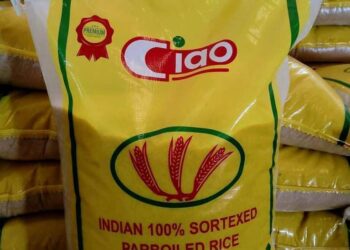 PREMIUM
Ciao
INDIAN 100% SORTEXED
PARBOILED RICE